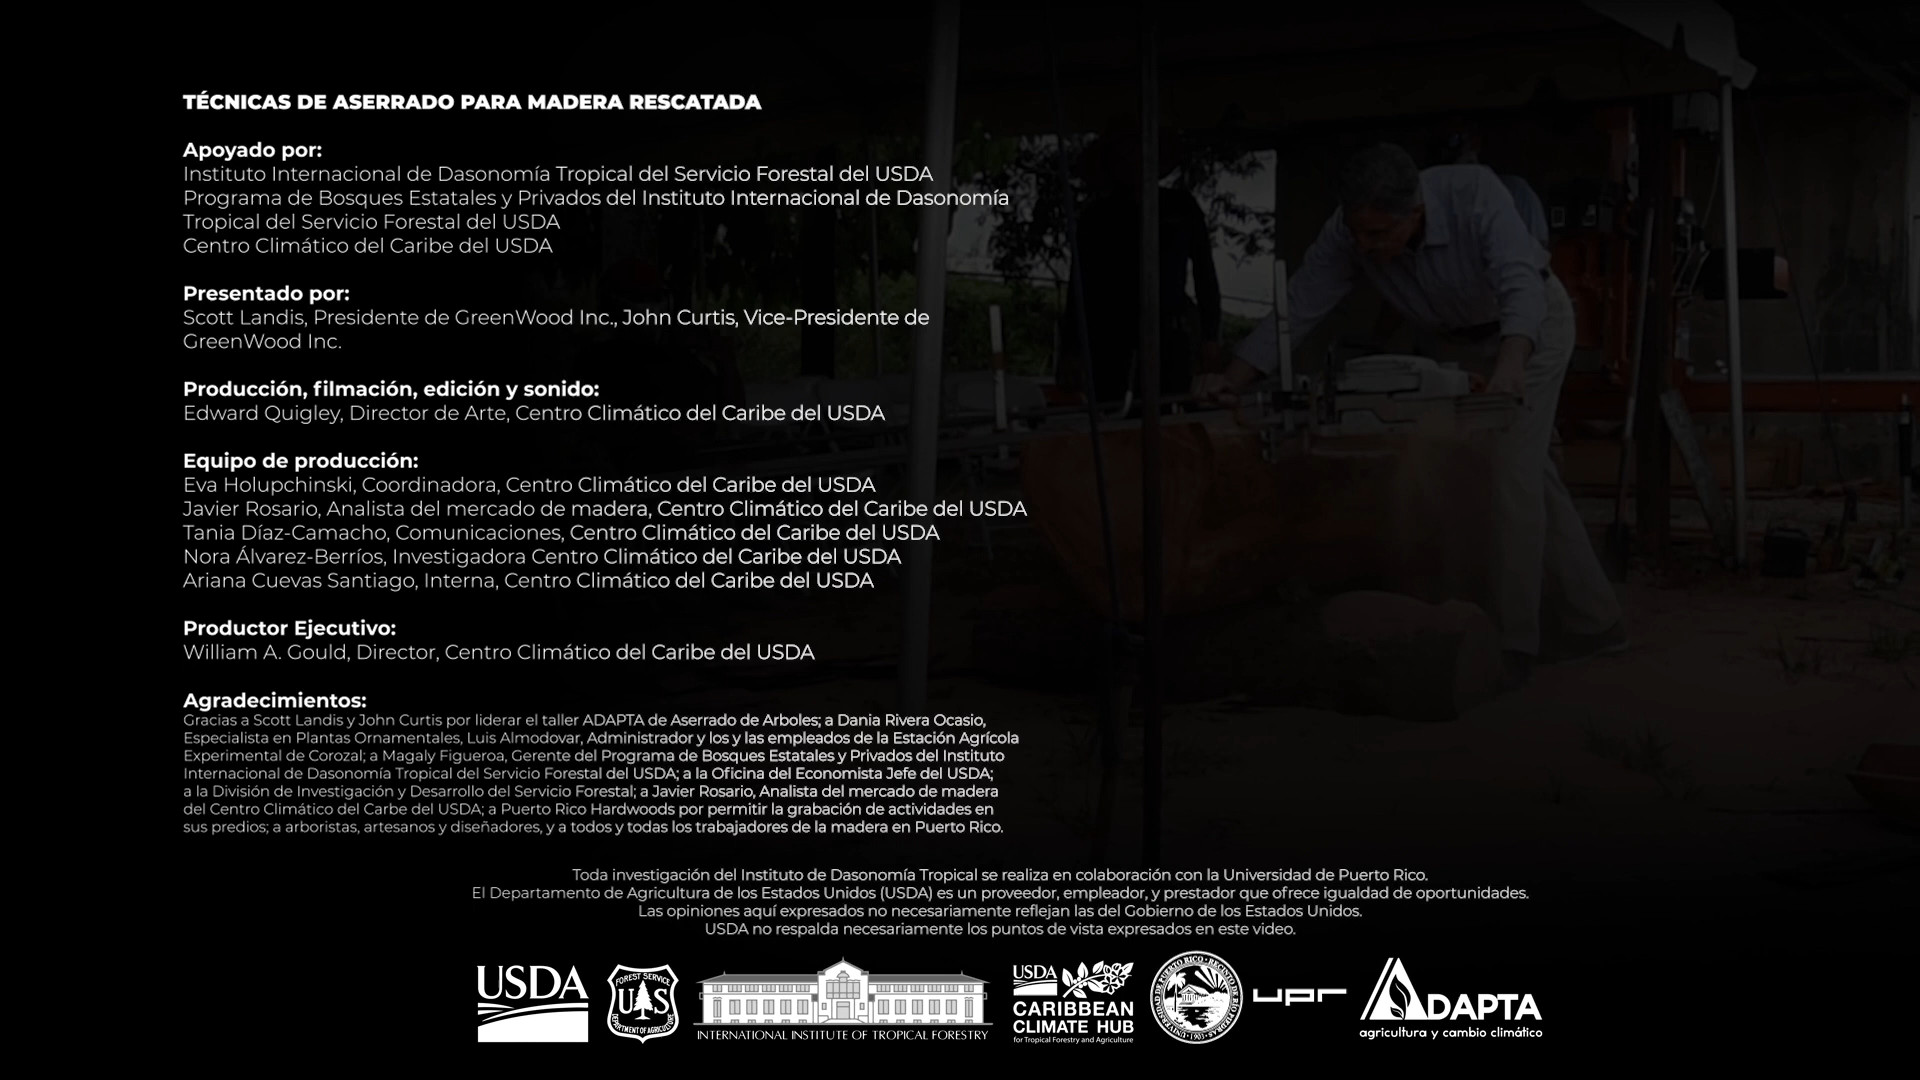 TÉCNICAS DE ASERRADO PARA MADERA RESCATADA
Apoyado por:
Instituto Internacional de Dasonomía Tropical del Servicio Forestal del USDA
Programa de Bosques Estatales y Privados del Instituto Internacional de Dasonomía
Tropical del Servicio Forestal del USDA
Centro Climático del Caribe del USDA
Presentado por:
Scott Landis, Presidente de GreenWood Inc., John Curtis, Vice-Presidente de
GreenWood Inc.
Producción, filmación, edición y sonido:
Edward Quigley, Director de Arte, Centro Climático del Caribe del USDA
Equipo de producción:
Eva Holupchinski, Coordinadora, Centro Climático del Caribe del USDA
Javier Rosario, Analista del mercado de madera, Centro Climático del Caribe del USDA
Tania Díaz-Camacho, Comunicaciones, Centro Climático del Caribe del USDA
Nora Álvarez-Berríos, Investigadora Centro Climático del Caribe del USDA
Ariana Cuevas Santiago, Interna, Centro Climático del Caribe del USDA
Productor Ejecutivo:
William A. Gould, Director, Centro Climático del Caribe del USDA
Agradecimientos:
Gracias a Scott Landis y John Curtis por liderar el taller ADAPTA de Aserrado de Arboles; a Dania Rivera Ocasio,
Especialista en Plantas Ornamentales, Luis Almodovar, Administrador y los y las empleados de la Estación Agrícola
Experimental de Corozal; a Magaly Figueroa, Gerente del Programa de Bosques Estatales y Privados del Instituto
Internacional de Dasonomía Tropical del Servicio Forestal del USDA; a la Oficina del Economista Jefe del USDA;
a la División de Investigación y Desarrollo del Servicio Forestal; a Javier Rosario, Analista del mercado de madera
del Centro Climático del Carbe del USDA; a Puerto Rico Hardwoods por permitir la grabación de actividades en
sus predios; a arboristas, artesanos y diseñadores, y a todos y todas los trabajadores de la madera en Puerto Rico.
Toda investigación del Instituto de Dasonomía Tropical se realiza en colaboración con la Universidad de Puerto Rico.
El Departamento de Agricultura de los Estados Unidos (USDA) es un proveedor, empleador, y prestador que ofrece igualdad de oportunidades.
Las opiniones aquí expresados no necesariamente reflejan las del Gobierno de los Estados Unidos.
USDA no respalda necesariamente los puntos de vista expresados en este video.
USDA
FOREST SERVICE
U S
DEPARTMENT OF AGRICULTURE
INTERNATIONAL INSTITUTE OF TROPICAL FORESTRY
USDA
CARIBBEAN
CLIMATE HUB
for Tropical Forestry and Agriculture
UNIVERSIDAD DE PUERTO RICO • RECINTO DE RÍO PIEDRAS
• 1903 •
upr
ADAPTA
agricultura y cambio climático